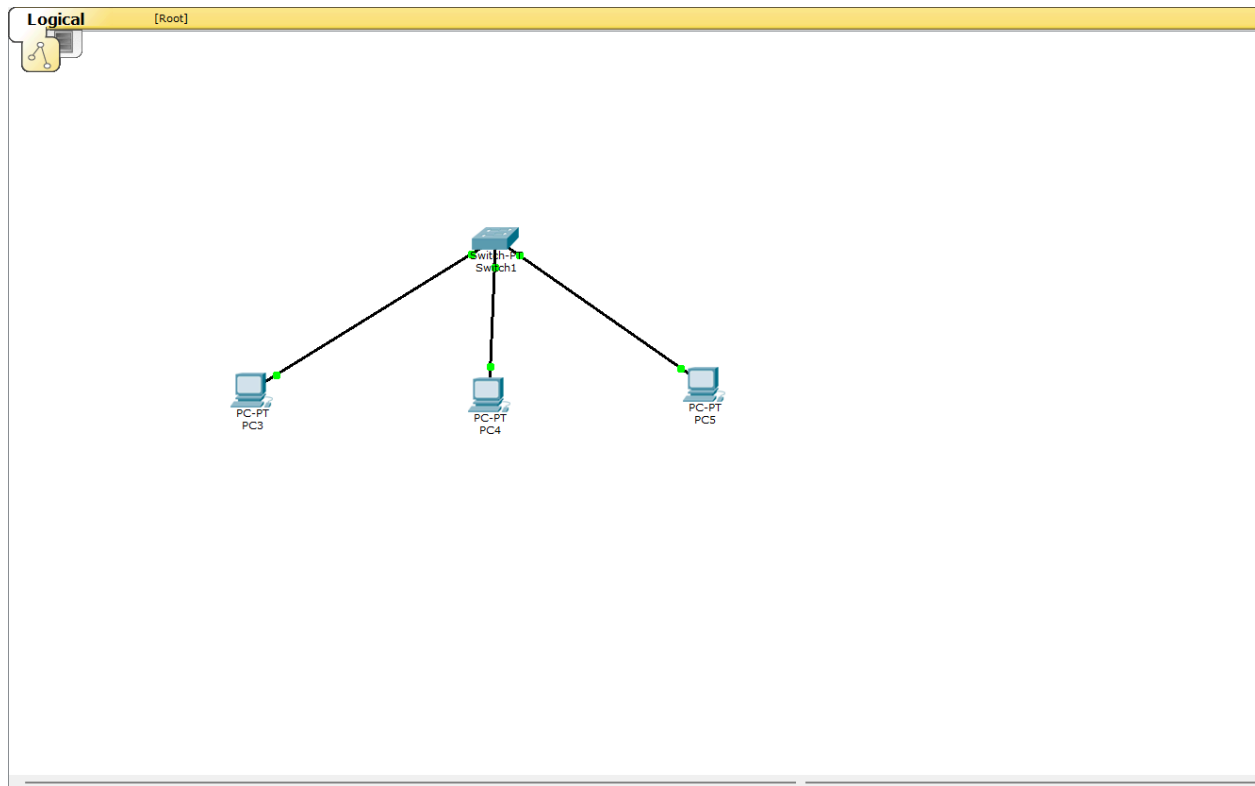 Logical
[Root]
Switch-PT
Switch1
PC-PT
PC3
PC-PT
PC4
PC-PT
PC5